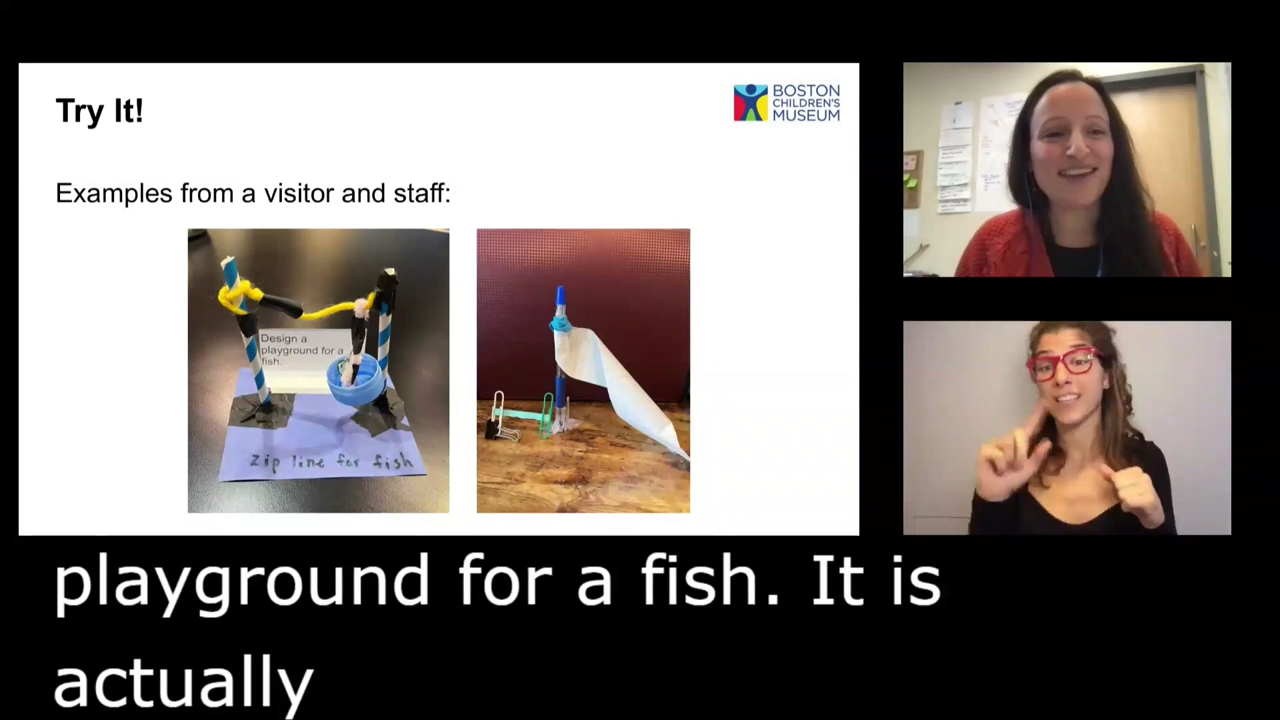 Try It!
BOSTON
CHILDREN'S
MUSEUM
Examples from a visitor and staff:
Design a
playground for a
fish.
Zip line for fish
playground for a fish. It is
actually